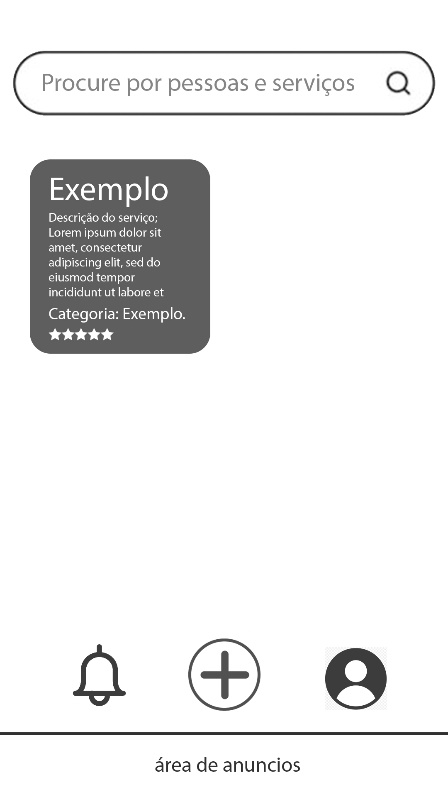 Procure por pessoas e serviços
Exemplo
Descrição do serviço;
Lorem ipsum dolor sit
amet, consectetur
adipiscing elit, sed do
eiusmod tempor
incididunt ut labore et
Categoria: Exemplo.
área de anuncios